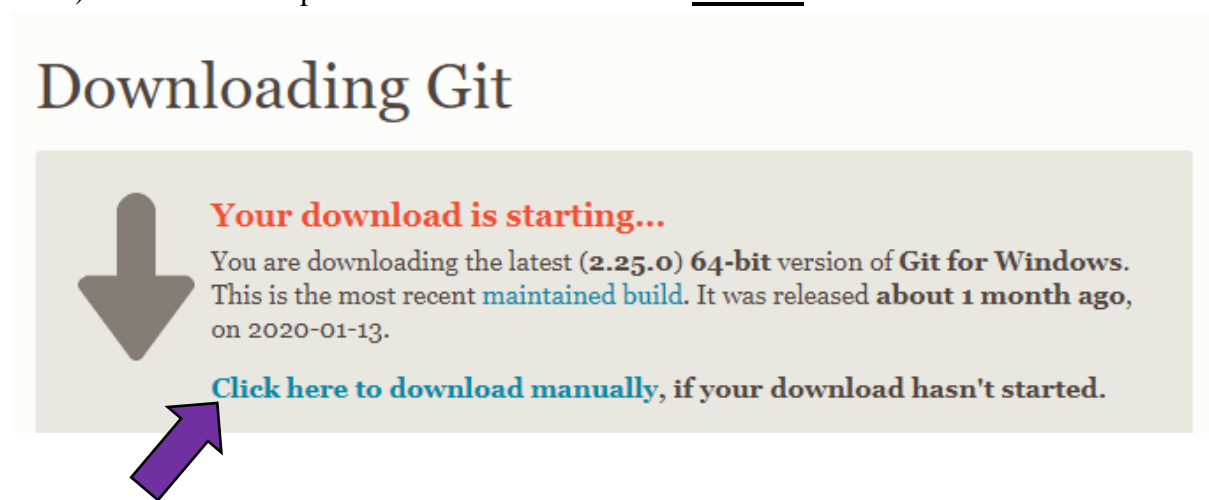 Downloading Git
Your download is starting...
You are downloading the latest (2.25.0) 64-bit version of Git for Windows.
This is the most recent maintained build. It was released about 1 month ago,
on 2020-01-13.
Click here to download manually, if your download hasn't started.